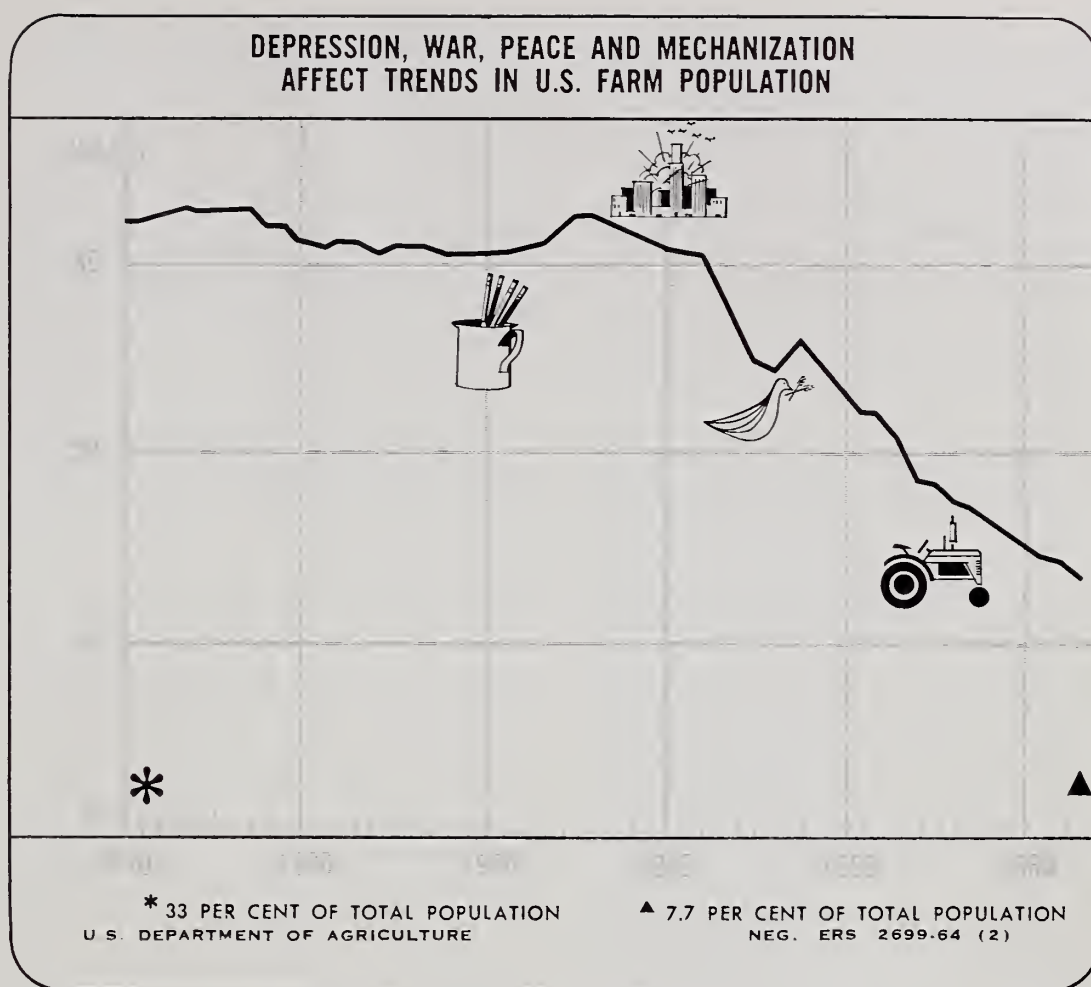 DEPRESSION, WAR, PEACE AND MECHANIZATION
AFFECT TRENDS IN U.S. FARM POPULATION
* 33 PER CENT OF TOTAL POPULATION
▲ 7.7 PER CENT OF TOTAL POPULATION
U S. DEPARTMENT OF AGRICULTURE
NEG. ERS 2699-64 (2)